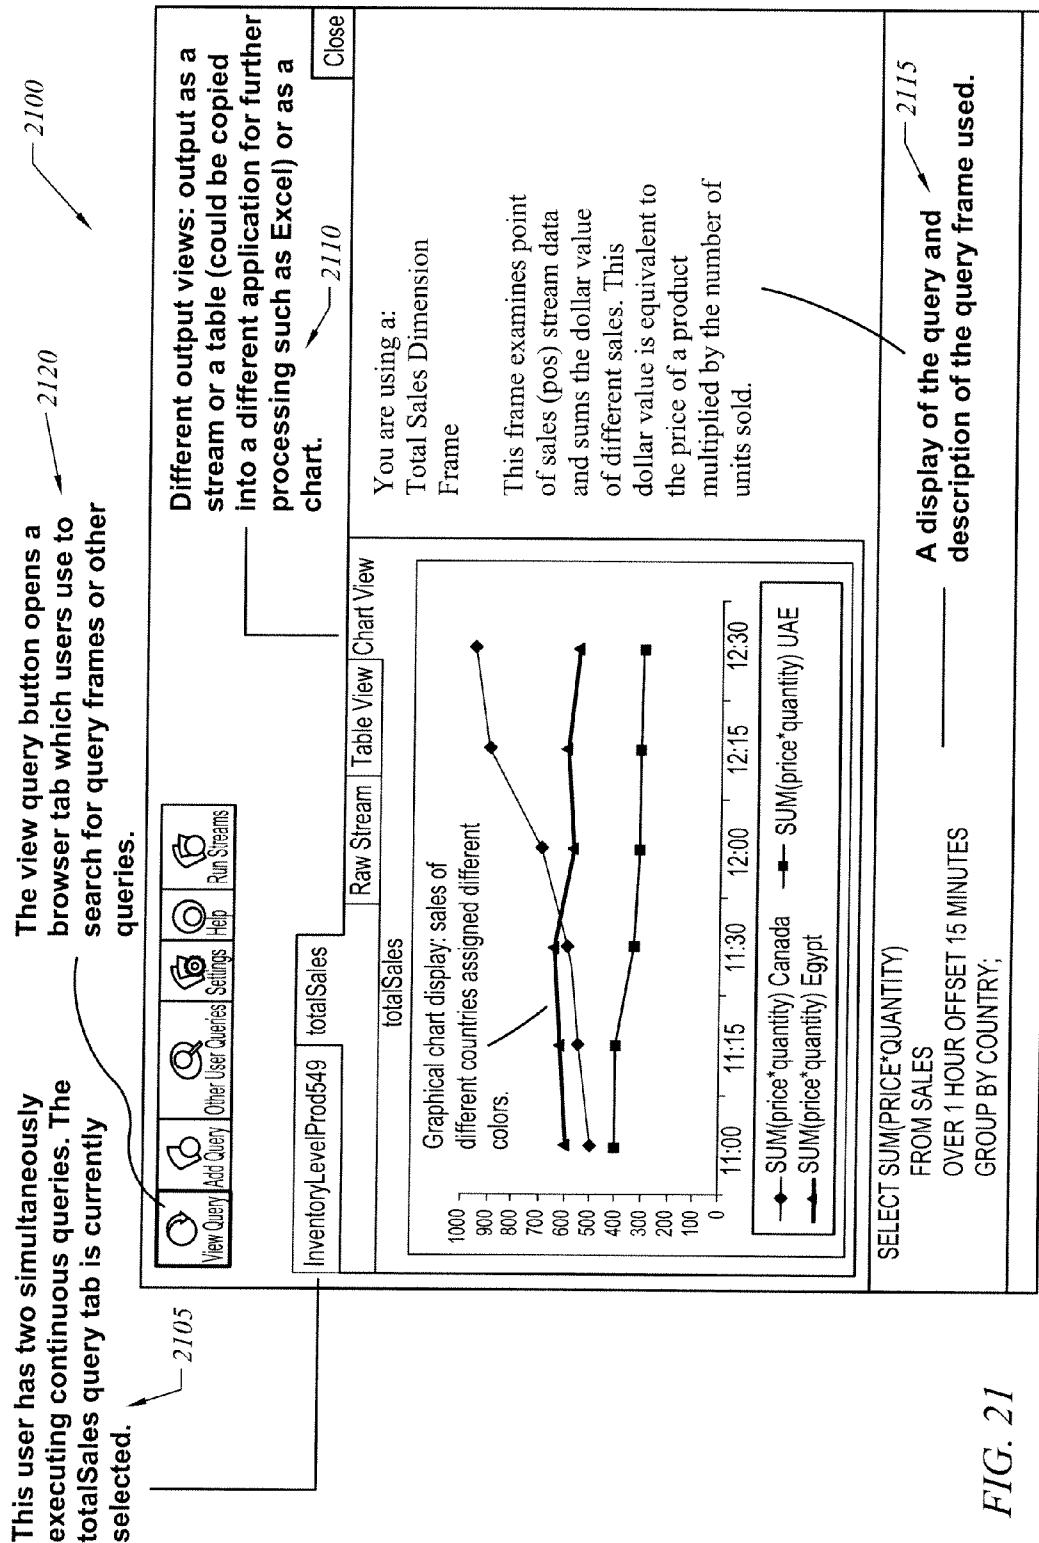 This user has two simultaneously
executing continuous queries. The
totalSales query tab is currently
selected.
2105
The view query button opens a
browser tab which users use to
search for query frames or other
queries.
2120
2100
View Query
Add Query
Other User Queries
Settings
Help
Run Streams
Different output views: output as a
stream or a table (could be copied
into a different application for further
processing such as Excel) or as a
chart.
2110
Close
InventoryLevelProd549
totalSales
Raw Stream
Table View
Chart View
totalSales
Graphical chart display: sales of
different countries assigned different
colors.
1000
900
800
700
600
500
400
300
200
100
0
11:00
11:15
11:30
12:00
12:15
12:30
SUM(price*quantity) Canada
SUM(price*quantity) UAE
SUM(price*quantity) Egypt
You are using a:
Total Sales Dimension
Frame
This frame examines point
of sales (pos) stream data
and sums the dollar value
of different sales. This
dollar value is equivalent to
the price of a product
multiplied by the number of
units sold.
SELECT SUM(PRICE*QUANTITY)
FROM SALES
OVER 1 HOUR OFFSET 15 MINUTES
GROUP BY COUNTRY;
2115
A display of the query and
description of the query frame used.
FIG. 21